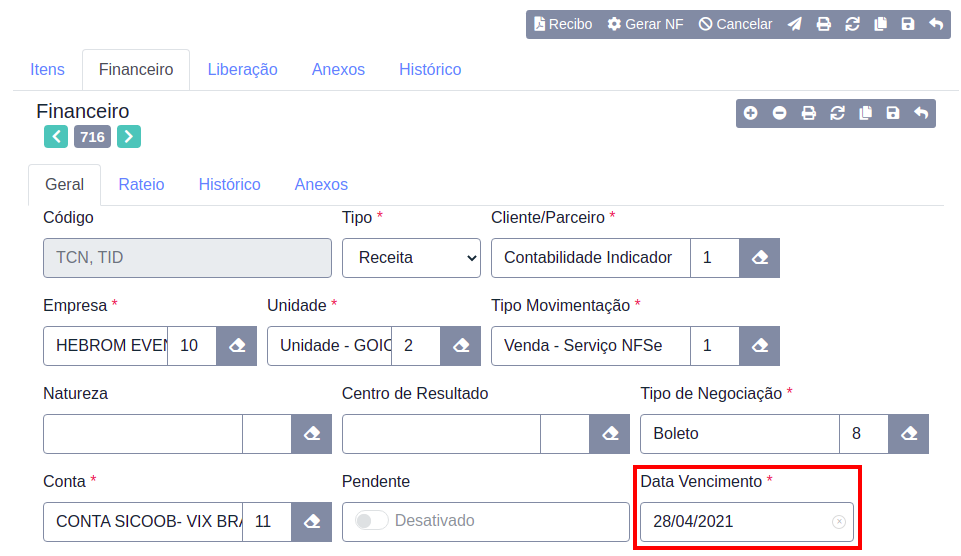 Recibo Gerar NF Cancelar
Itens Financeiro Liberação Anexos Histórico
Financeiro
716
Geral Rateio Histórico Anexos
Código Tipo * Cliente/Parceiro *
TCN, TID Receita Contabilidade Indicador 1
Empresa * Unidade * Tipo Movimentação *
HEBROM EVEN 10 Unidade - GOIC 2 Venda - Serviço NFSe 1
Natureza Centro de Resultado Tipo de Negociação *
Boleto 8
Conta * Pendente Data Vencimento *
CONTA SICOOB- VIX BRA 11 Desativado 28/04/2021